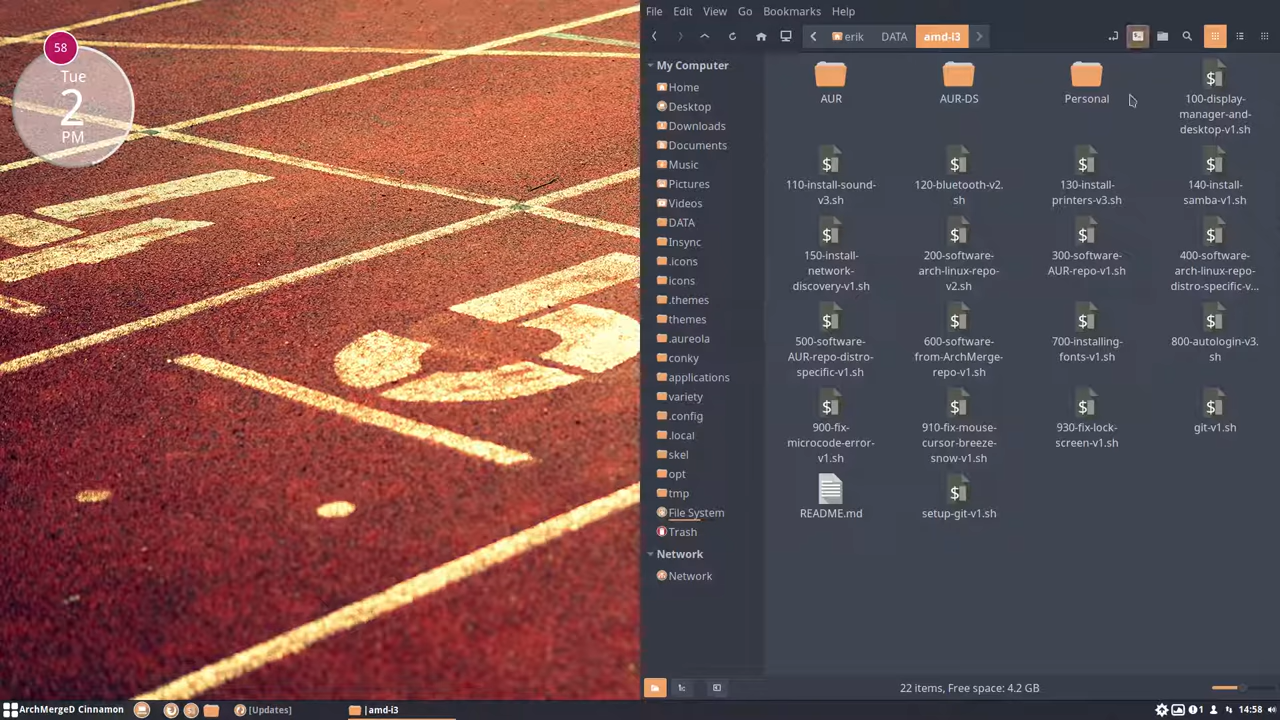 58
Tue
2
PM
File Edit View Go Bookmarks Help
erik DATA amd-i3
My Computer
Home
Desktop
Downloads
Documents
Music
Pictures
Videos
DATA
Insync
.icons
icons
.themes
themes
.aureola
conky
applications
variety
.config
.local
skel
opt
tmp
File System
Trash
Network
Network
AUR
AUR-DS
Personal
100-display-
manager-and-
desktop-v1.sh
110-install-sound-
v3.sh
120-bluetooth-v2.
sh
130-install-
printers-v3.sh
140-install-
samba-v1.sh
150-install-
network-
discovery-v1.sh
200-software-
arch-linux-repo-
v2.sh
300-software-
AUR-repo-v1.sh
400-software-
arch-linux-repo-
distro-specific-v...
500-software-
AUR-repo-distro-
specific-v1.sh
600-software-
from-ArchMerge-
repo-v1.sh
700-installing-
fonts-v1.sh
800-autologin-v3.
sh
900-fix-
microcode-error-
v1.sh
910-fix-mouse-
cursor-breeze-
snow-v1.sh
930-fix-lock-
screen-v1.sh
git-v1.sh
README.md
setup-git-v1.sh
22 items, Free space: 4.2 GB
ArchMergeD Cinnamon
[Updates]
amd-i3
1
14:58